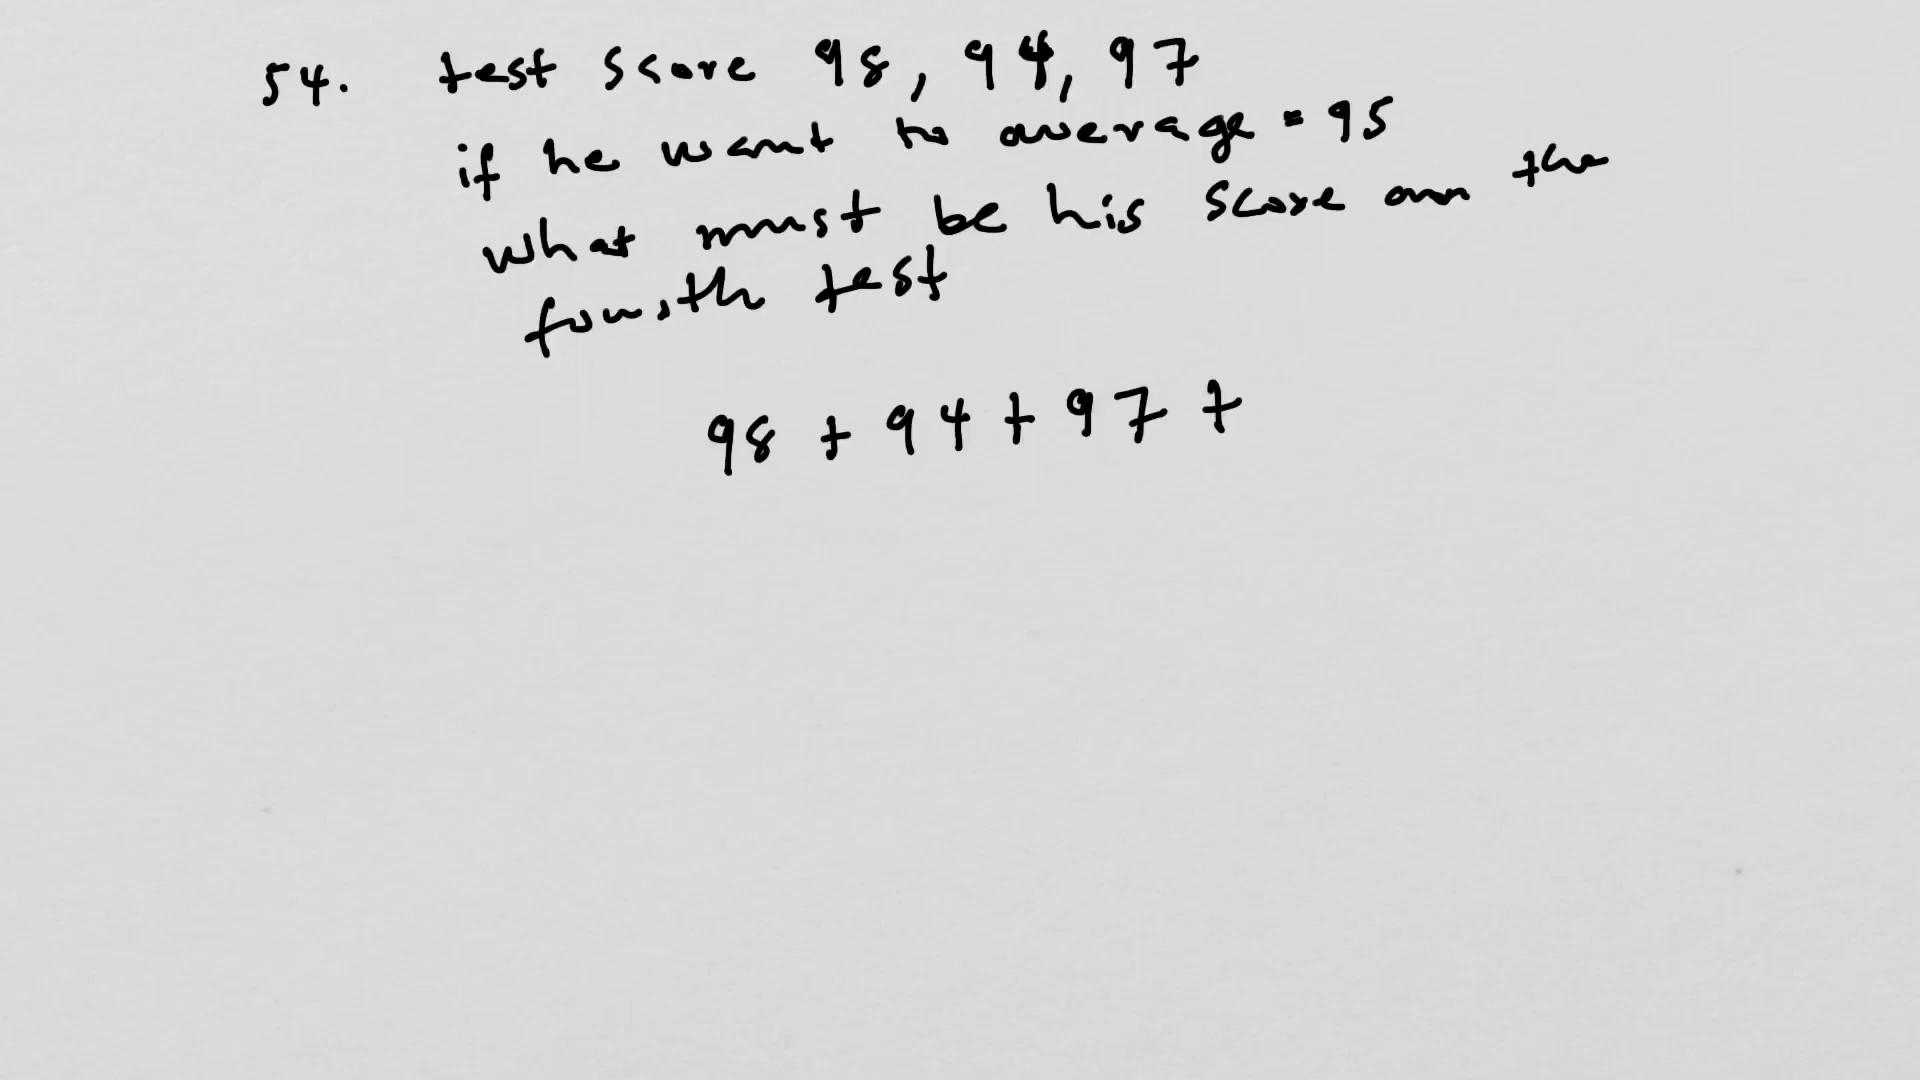 54. test score 98, 94, 97
if he want to average = 95
what must be his score on the
fourth test
98 + 94 + 97 +